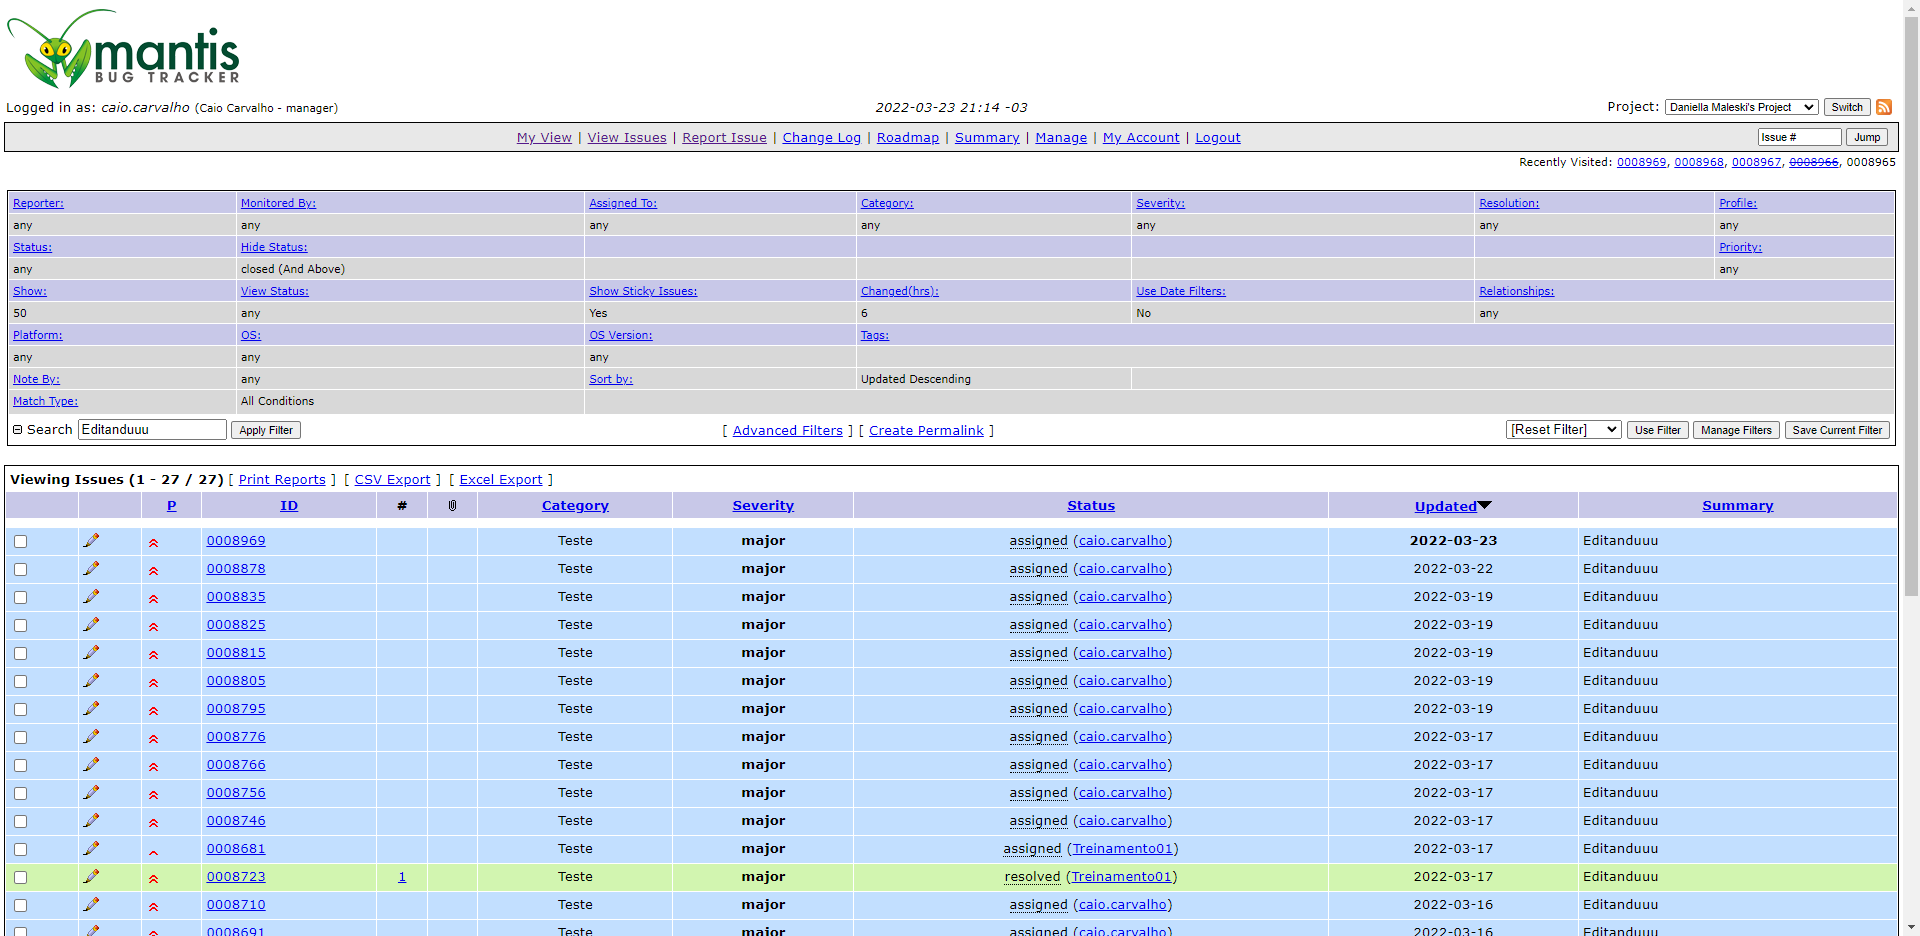 mantis
BUG TRACKER
Logged in as: caio.carvalho (Caio Carvalho - manager) 2022-03-23 21:14 -03 Project: Daniella Maleski's Project Switch
My View | View Issues | Report Issue | Change Log | Roadmap | Summary | Manage | My Account | Logout Issue # Jump
Recently Visited: 0008969, 0008968, 0008967, 0008966, 0008965
Reporter: Monitored By: Assigned To: Category: Severity: Resolution: Profile:
any any any any any any any
Status: Hide Status: Priority:
any closed (And Above) any
Show: View Status: Show Sticky Issues: Changed(hrs): Use Date Filters: Relationships:
50 any Yes 6 No any
Platform: OS: OS Version: Tags:
any any any
Note By: any Sort by: Updated Descending
Match Type: All Conditions
Search Editanduuu Apply Filter [ Advanced Filters ] [ Create Permalink ] [Reset Filter] Use Filter Manage Filters Save Current Filter
Viewing Issues (1 - 27 / 27) [ Print Reports ] [ CSV Export ] [ Excel Export ]
P ID # Category Severity Status Updated Summary
0008969 Teste major assigned (caio.carvalho) 2022-03-23 Editanduuu
0008878 Teste major assigned (caio.carvalho) 2022-03-22 Editanduuu
0008835 Teste major assigned (caio.carvalho) 2022-03-19 Editanduuu
0008825 Teste major assigned (caio.carvalho) 2022-03-19 Editanduuu
0008815 Teste major assigned (caio.carvalho) 2022-03-19 Editanduuu
0008805 Teste major assigned (caio.carvalho) 2022-03-19 Editanduuu
0008795 Teste major assigned (caio.carvalho) 2022-03-19 Editanduuu
0008776 Teste major assigned (caio.carvalho) 2022-03-17 Editanduuu
0008766 Teste major assigned (caio.carvalho) 2022-03-17 Editanduuu
0008756 Teste major assigned (caio.carvalho) 2022-03-17 Editanduuu
0008746 Teste major assigned (caio.carvalho) 2022-03-17 Editanduuu
0008681 Teste major assigned (Treinamento01) 2022-03-17 Editanduuu
0008723 1 Teste major resolved (Treinamento01) 2022-03-17 Editanduuu
0008710 Teste major assigned (caio.carvalho) 2022-03-16 Editanduuu
0008691 Teste major assigned (caio.carvalho) 2022-03-16 Editanduuu